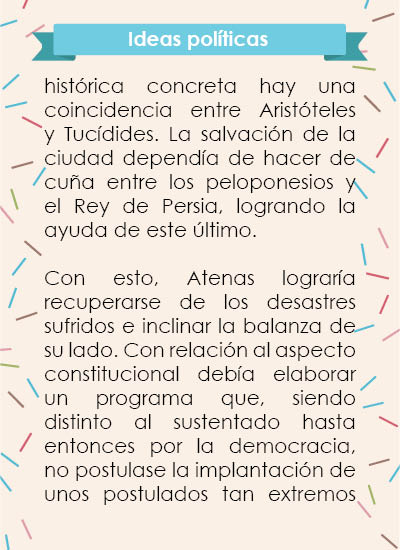 Ideas políticas
histórica concreta hay una
coincidencia entre Aristóteles
y Tucídides. La salvación de la
ciudad dependía de hacer de
cuña entre los peloponesios y
el Rey de Persia, logrando la
ayuda de este último.
Con esto, Atenas lograría
recuperarse de los desastres
sufridos e inclinar la balanza de
su lado. Con relación al aspecto
constitucional debía elaborar
un programa que, siendo
distinto al sustentado hasta
entonces por la democracia,
no postulase la implantación de
unos postulados tan extremos